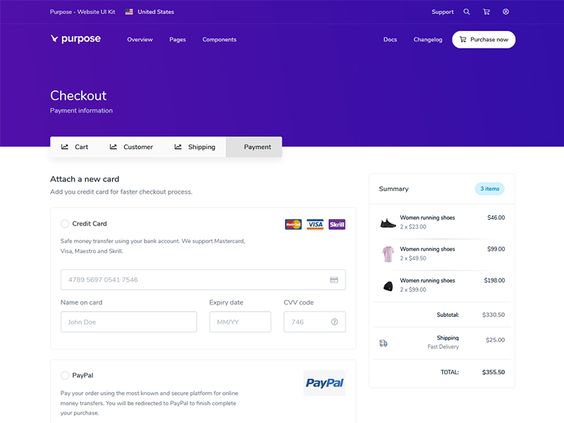 Purpose - Website UI Kit
United States
Support
purpose
Overview
Pages
Components
Docs
Changelog
Purchase now
Checkout
Payment information
Cart
Customer
Shipping
Payment
Attach a new card
Add you credit card for faster checkout process.
Credit Card
MasterCard
VISA
Skrill
Safe money transfer using your bank account. We support Mastercard,
Visa, Maestro and Skrill.
4789 5697 0541 7546
Name on card
Expiry date
CVV code
John Doe
MM/YY
746
PayPal
PayPal
Pay your order using the most known and secure platform for online
money transfers. You will be redirected to PayPal to finish complete
your purchase.
Summary
3 items
Women running shoes
$46.00
2 x $23.00
Women running shoes
$99.00
2 x $49.50
Women running shoes
$198.00
2 x $99.00
Subtotal:
$330.50
Shipping
$25.00
Fast Delivery
TOTAL:
$355.50